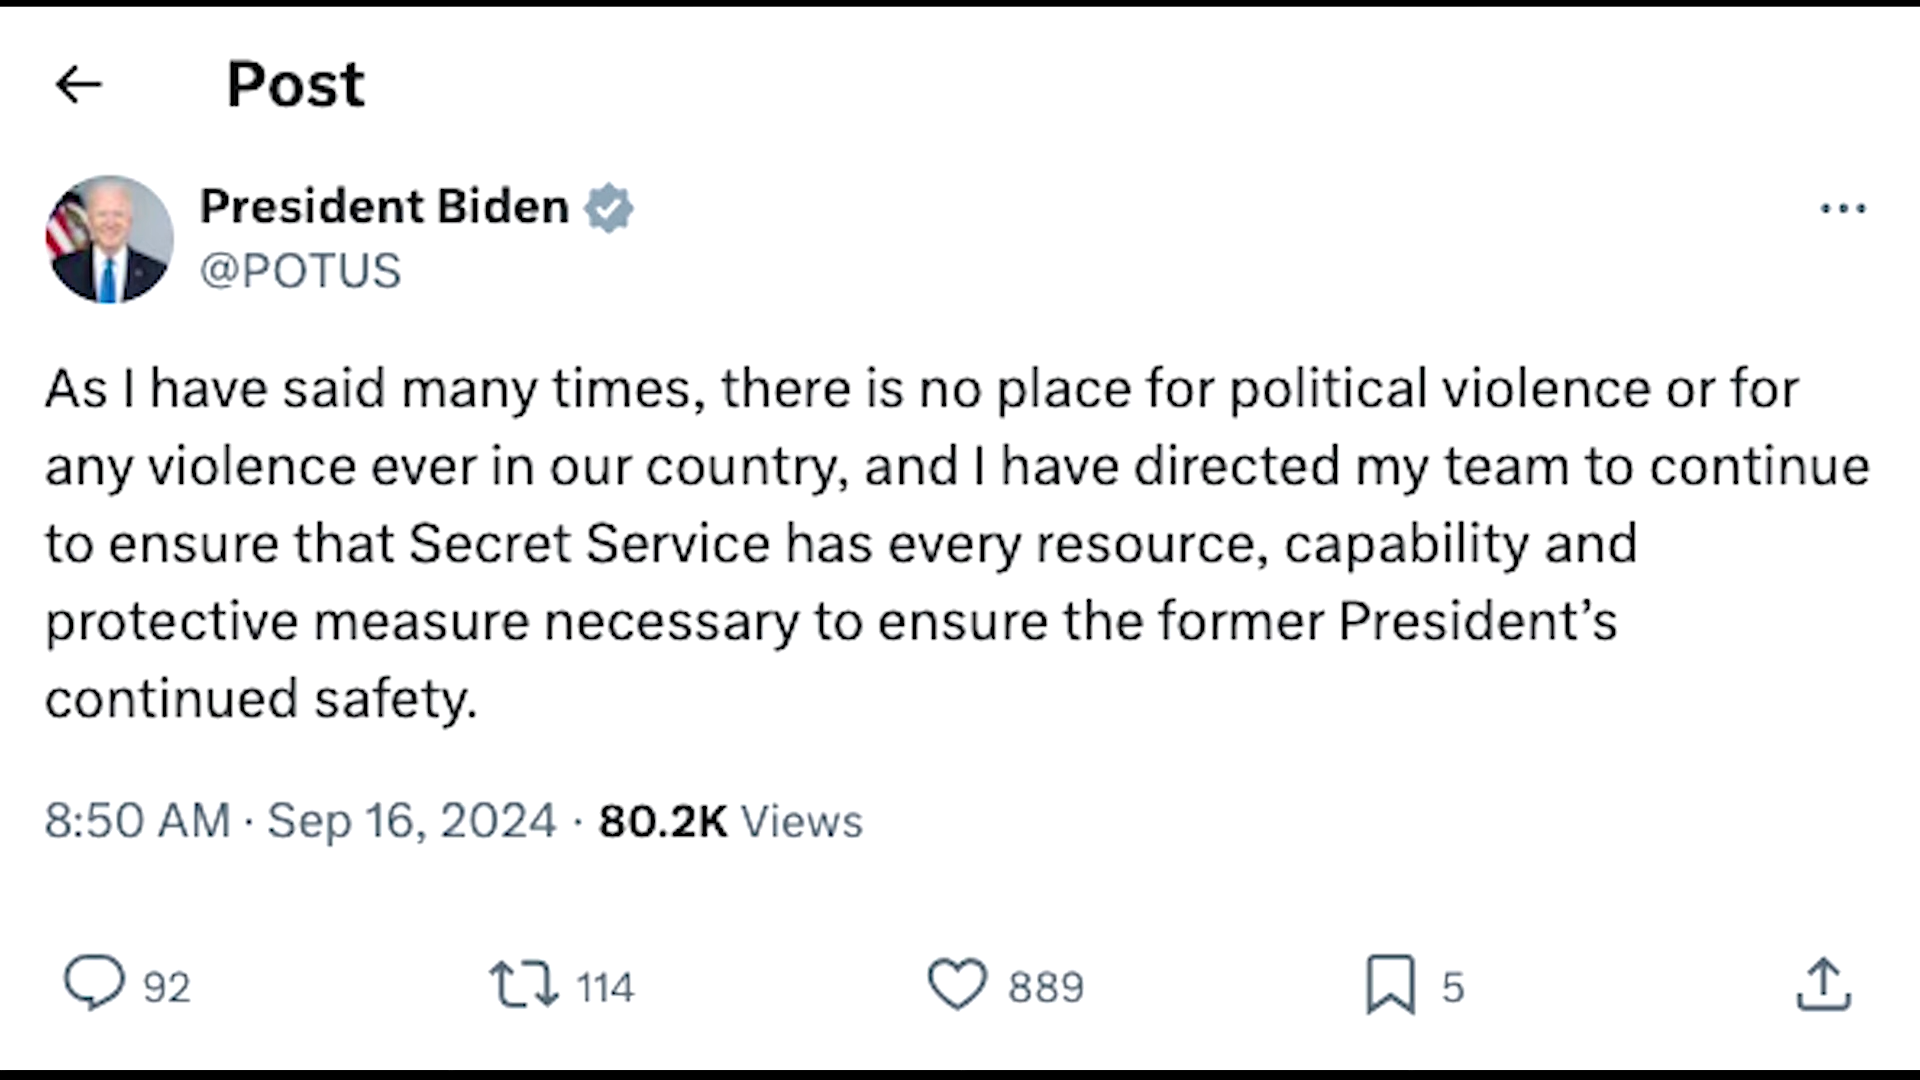 Post
President Biden
@POTUS
As I have said many times, there is no place for political violence or for
any violence ever in our country, and I have directed my team to continue
to ensure that Secret Service has every resource, capability and
protective measure necessary to ensure the former President’s
continued safety.
8:50 AM · Sep 16, 2024 · 80.2K Views
92 114 889 5